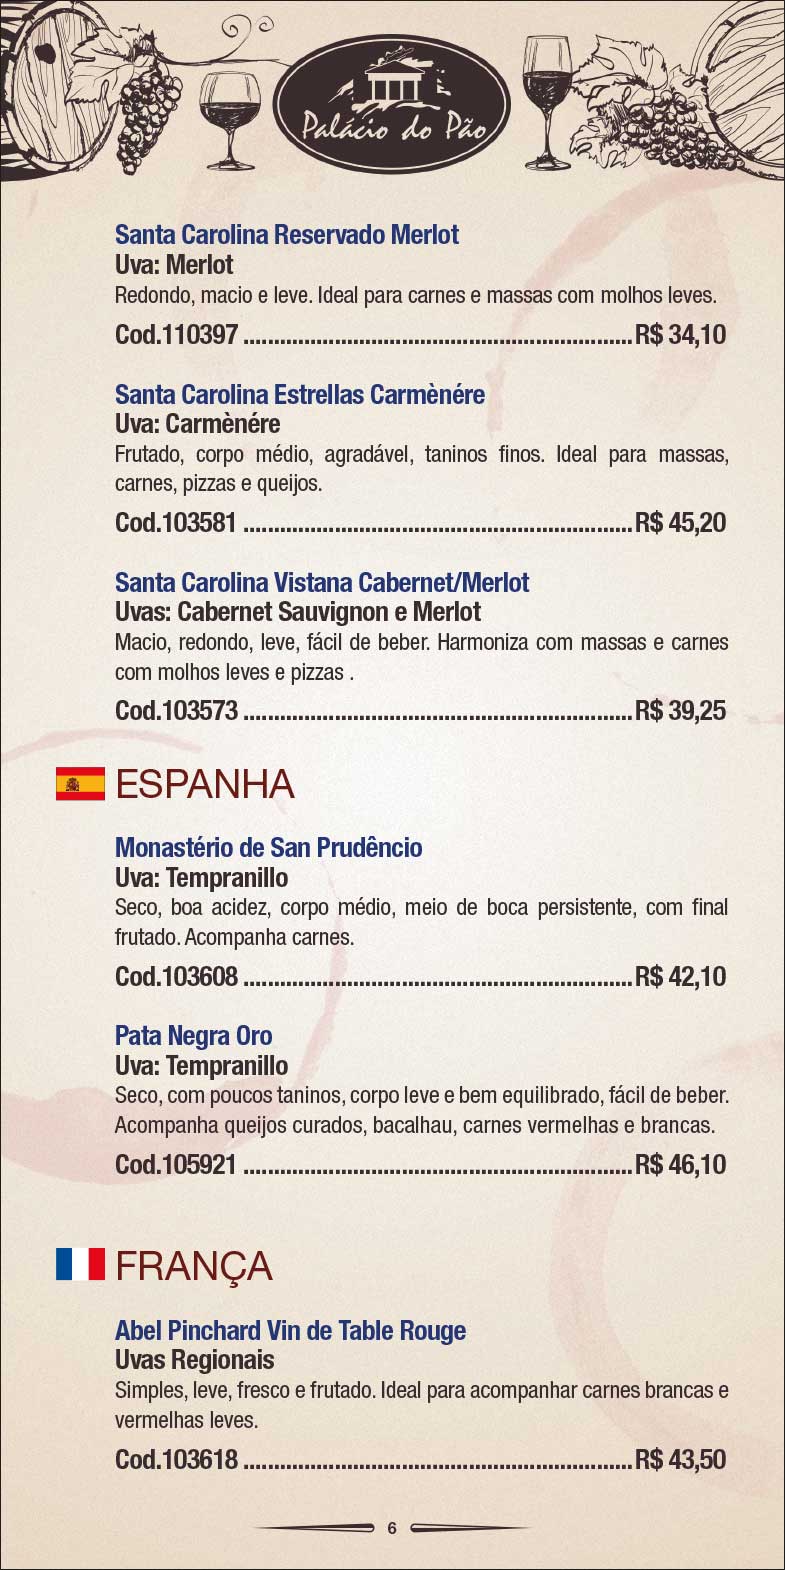 Palácio do Pão
Santa Carolina Reservado Merlot
Uva: Merlot
Redondo, macio e leve. Ideal para carnes e massas com molhos leves.
Cod.110397 ................................................................ R$ 34,10
Santa Carolina Estrellas Carmènére
Uva: Carmènére
Frutado, corpo médio, agradável, taninos finos. Ideal para massas,
carnes, pizzas e queijos.
Cod.103581 ................................................................ R$ 45,20
Santa Carolina Vistana Cabernet/Merlot
Uvas: Cabernet Sauvignon e Merlot
Macio, redondo, leve, fácil de beber. Harmoniza com massas e carnes
com molhos leves e pizzas .
Cod.103573 ................................................................ R$ 39,25
ESPANHA
Monastério de San Prudêncio
Uva: Tempranillo
Seco, boa acidez, corpo médio, meio de boca persistente, com final
frutado. Acompanha carnes.
Cod.103608 ................................................................ R$ 42,10
Pata Negra Oro
Uva: Tempranillo
Seco, com poucos taninos, corpo leve e bem equilibrado, fácil de beber.
Acompanha queijos curados, bacalhau, carnes vermelhas e brancas.
Cod.105921 ................................................................ R$ 46,10
FRANÇA
Abel Pinchard Vin de Table Rouge
Uvas Regionais
Simples, leve, fresco e frutado. Ideal para acompanhar carnes brancas e
vermelhas leves.
Cod.103618 ................................................................ R$ 43,50
6